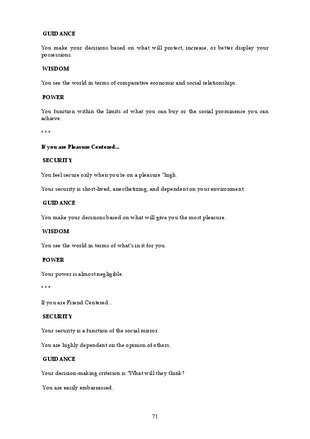 GUIDANCE
You make your decisions based on what will protect, increase, or better display your
possessions.
WISDOM
You see the world in terms of comparative economic and social relationships.
POWER
You function within the limits of what you can buy or the social prominence you can
achieve.
* * *
If you are Pleasure Centered...
SECURITY
You feel secure only when you're on a pleasure "high.
Your security is short-lived, anesthetizing, and dependent on your environment.
GUIDANCE
You make your decisions based on what will give you the most pleasure.
WISDOM
You see the world in terms of what's in it for you.
POWER
Your power is almost negligible.
* * *
If you are Friend Centered...
SECURITY
Your security is a function of the social mirror.
You are highly dependent on the opinion of others.
GUIDANCE
Your decision-making criterion is "What will they think?
You are easily embarrassed.
71